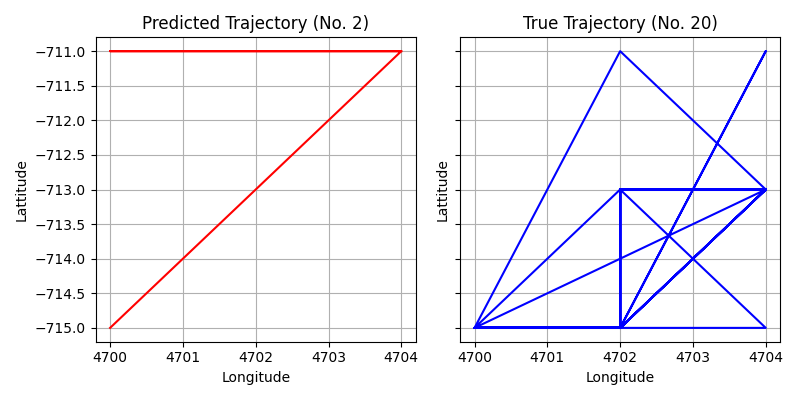 Predicted Trajectory (No. 2)
True Trajectory (No. 20)
Lattitude
−711.0
−711.5
−712.0
−712.5
−713.0
−713.5
−714.0
−714.5
−715.0
4700 4701 4702 4703 4704
Longitude
Lattitude
4700 4701 4702 4703 4704
Longitude